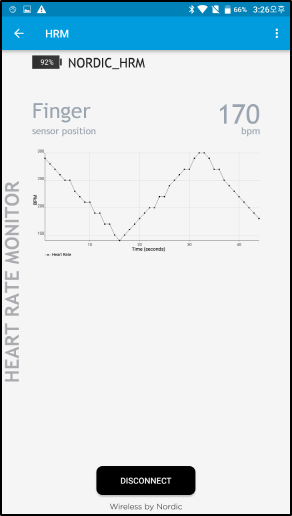 66% 3:26오후
HRM
92% NORDIC_HRM
Finger 170
sensor position bpm
HEART RATE MONITOR
300
250
200
150
BPM
10 20 30 40
Time (seconds)
Heart Rate
DISCONNECT
Wireless by Nordic